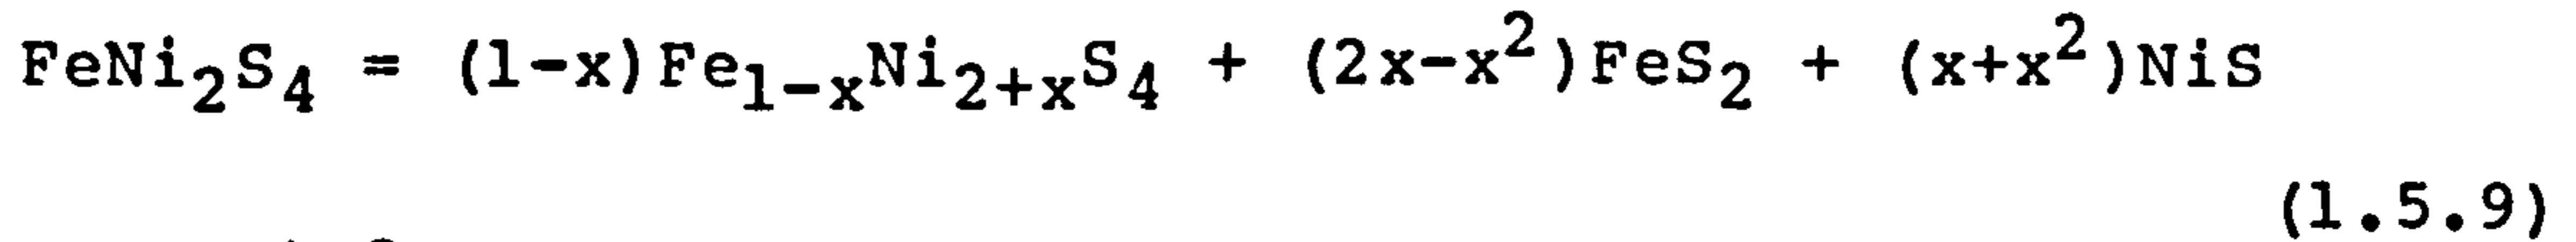 FeNi₂S₄ = (1-x)Fe₁₋ₓNi₂₊ₓS₄ + (2x-x²)FeS₂ + (x+x²)NiS
(1.5.9)